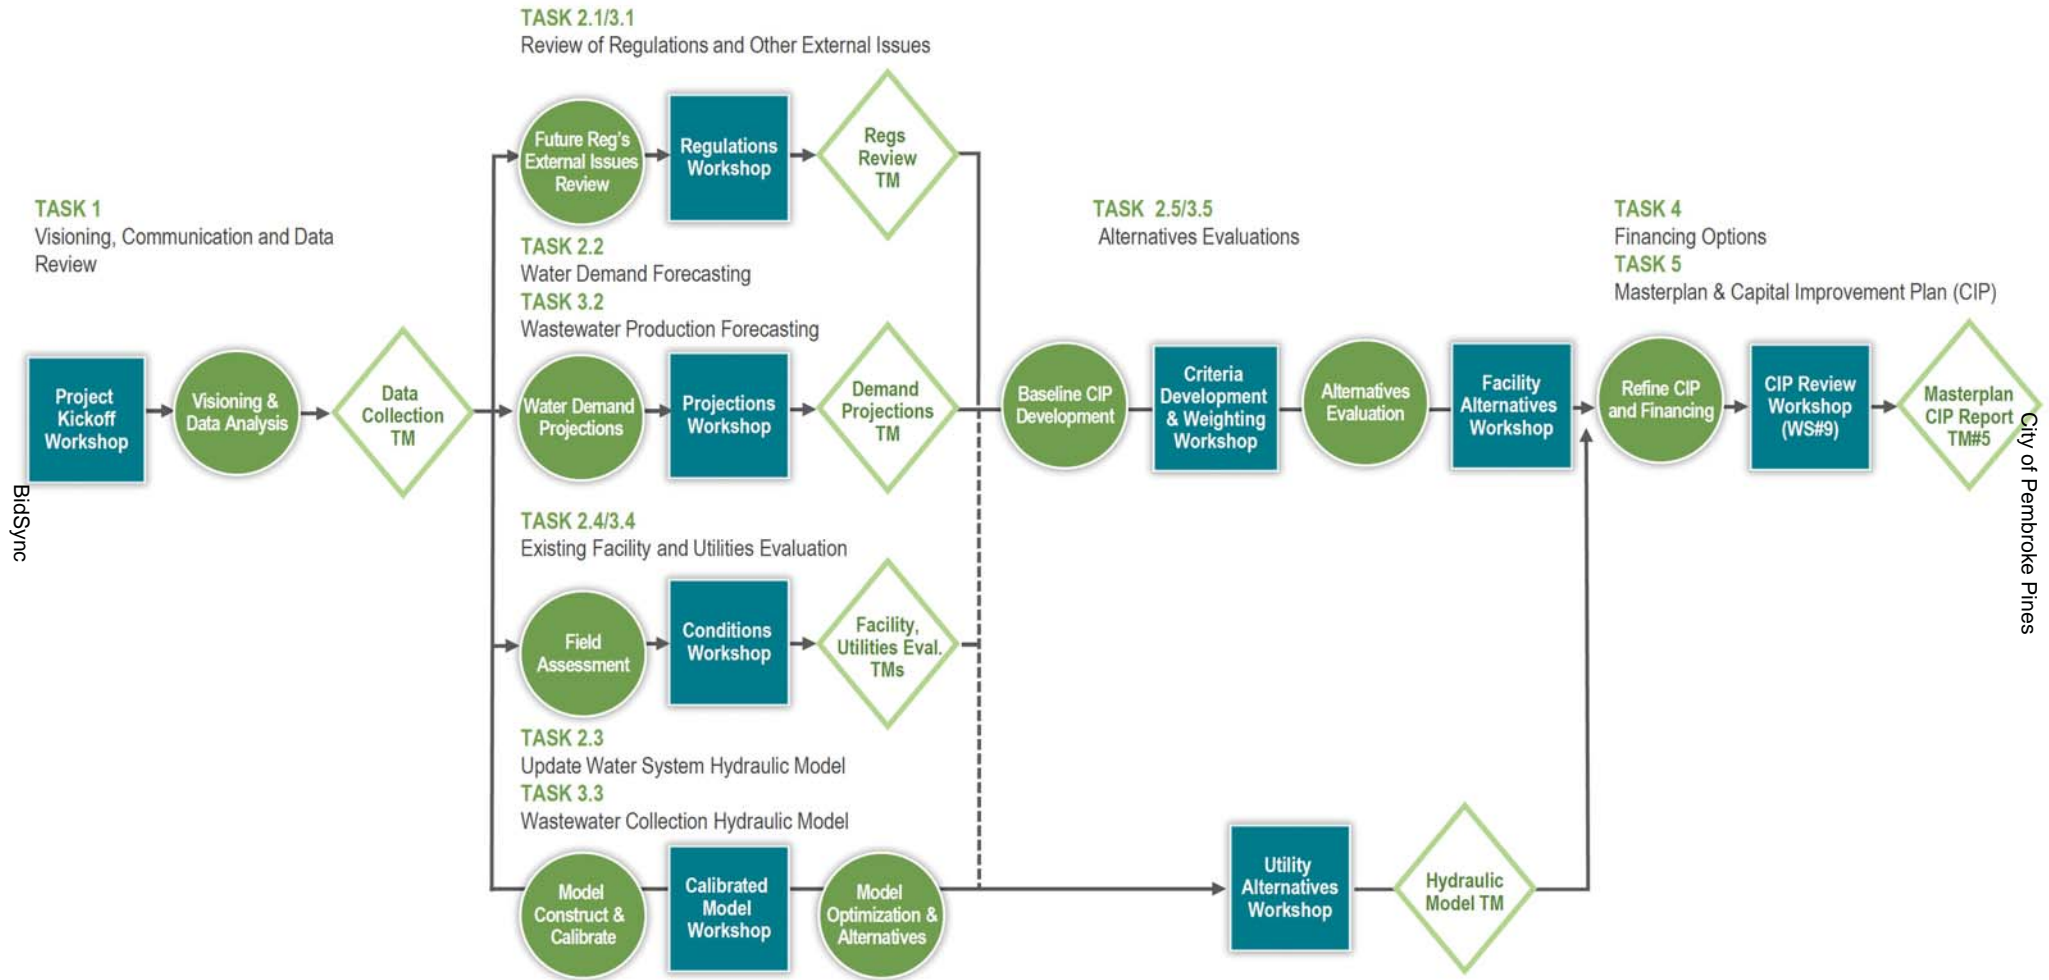 TASK 2.1/3.1
Review of Regulations and Other External Issues
Future Reg's
External Issues
Review
Regulations
Workshop
Regs
Review
TM
TASK 1
Visioning, Communication and Data
Review
TASK 2.2
Water Demand Forecasting
TASK 3.2
Wastewater Production Forecasting
TASK 2.5/3.5
Alternatives Evaluations
TASK 4
Financing Options
TASK 5
Masterplan & Capital Improvement Plan (CIP)
Project
Kickoff
Workshop
Visioning &
Data Analysis
Data
Collection
TM
Water Demand
Projections
Projections
Workshop
Demand
Projections
TM
Baseline CIP
Development
Criteria
Development
& Weighting
Workshop
Alternatives
Evaluation
Facility
Alternatives
Workshop
Refine CIP
and Financing
CIP Review
Workshop
(WS#9)
Masterplan
CIP Report
TM#5
BidSync
City of Pembroke Pines
TASK 2.4/3.4
Existing Facility and Utilities Evaluation
Field
Assessment
Conditions
Workshop
Facility,
Utilities Eval.
TMs
TASK 2.3
Update Water System Hydraulic Model
TASK 3.3
Wastewater Collection Hydraulic Model
Model
Construct &
Calibrate
Calibrated
Model
Workshop
Model
Optimization &
Alternatives
Utility
Alternatives
Workshop
Hydraulic
Model TM